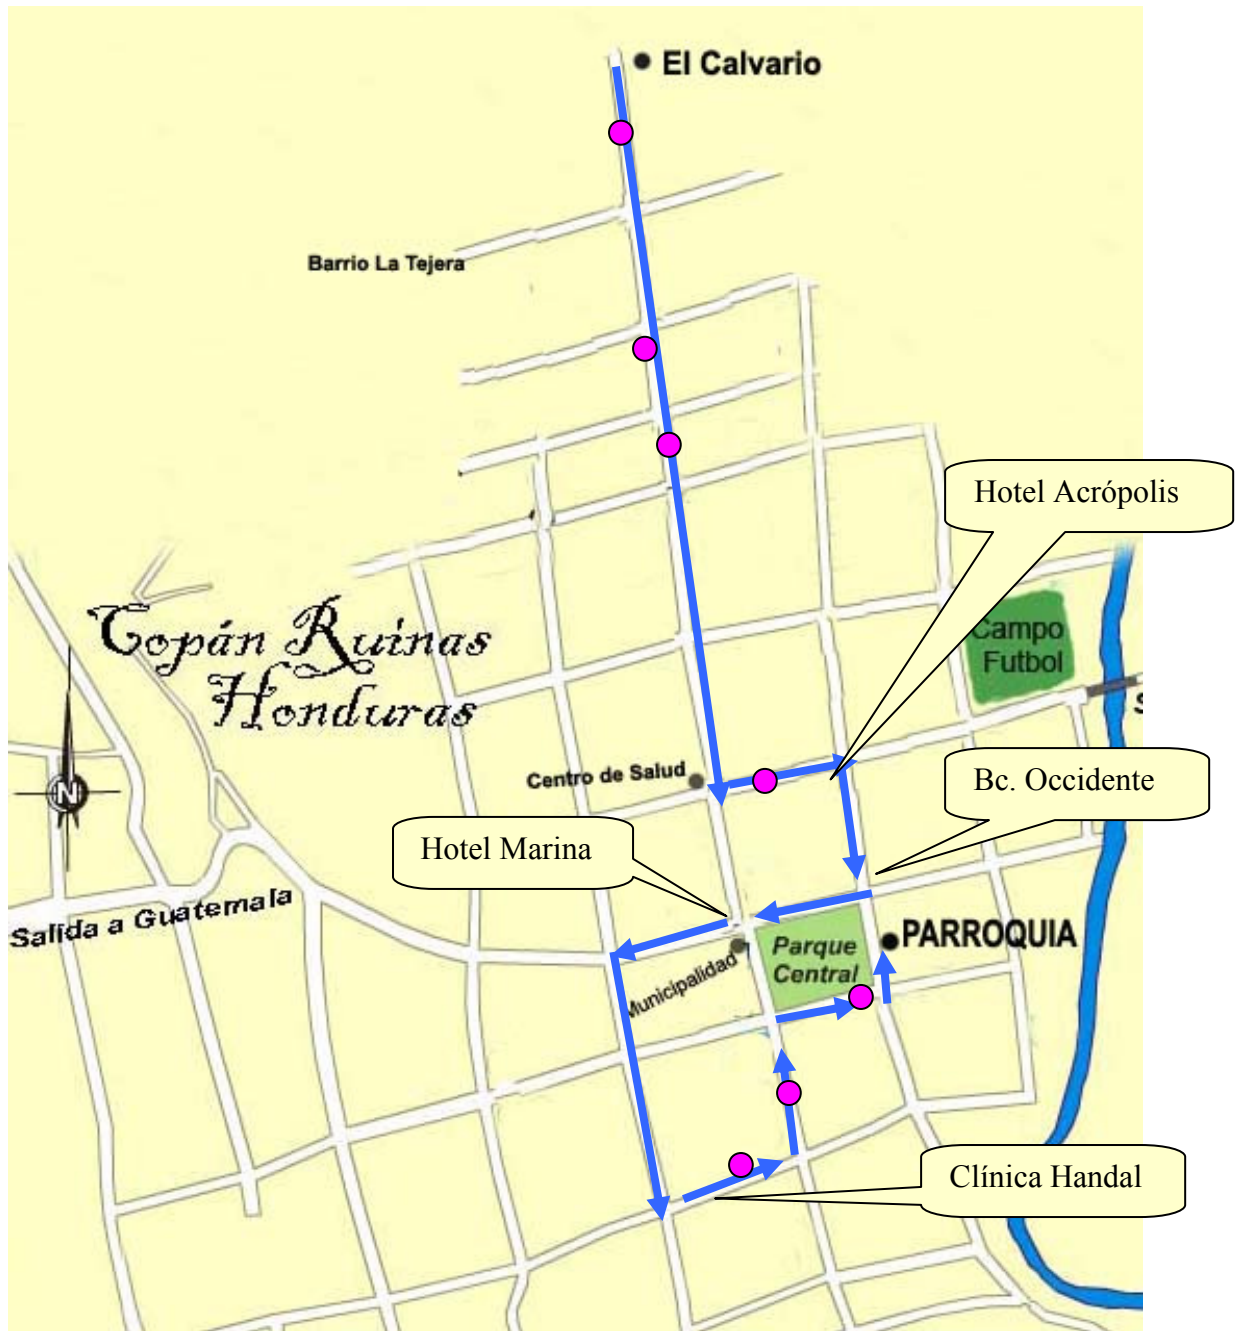 El Calvario
Barrio La Tejera
Hotel Acrópolis
Copán Ruinas
Honduras
Campo
Futbol
S
Centro de Salud
Bc. Occidente
N
Hotel Marina
Salida a Guatemala
PARROQUIA
Parque
Central
Municipalidad
Clínica Handal